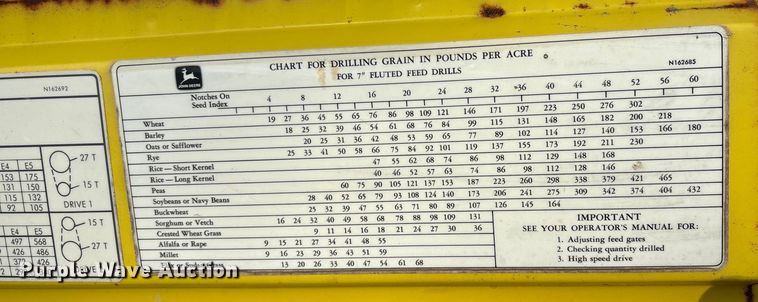 N162692
E4 E5
153 175
131 150
115 132
92 105
27 T
15 T
DRIVE 1
E4 E5
497 568
426 486
372 426
15 T
27 T
JOHN DEERE
CHART FOR DRILLING GRAIN IN POUNDS PER ACRE
FOR 7" FLUTED FEED DRILLS
N162685
Notches On
Seed Index
4 8 12 16 20 24 28 32 36 40 44 48 52 56 60
Wheat 19 27 36 45 55 65 76 86 98 109 121 146 171 197 223 250 276 302
Barley 18 25 32 39 46 54 61 68 76 84 99 115 131 148 165 182 200 218
Oats or Safflower 20 25 31 36 42 48 53 59 65 77 89 102 114 127 140 153 166 180
Rye 25 33 41 50 58 66 75 84 92 101 119 137 155 173 192 211 230
Rice—Short Kernel 47 55 62 68 74 86 98 112 129 148 168
Rice—Long Kernel 40 46 52 57 63 74 86 98 112 128 146
Peas 60 75 90 105 121 137 153 187 223 260 298 338 379 421 465
Soybeans or Navy Beans 28 40 52 65 79 93 108 124 140 173 206 241 275 309 342 374 404 432
Buckwheat 25 32 39 47 55 63 71 80 89 107 126 145 164
Sorghum or Vetch 16 24 32 40 49 58 68 78 88 98 109 131
Crested Wheat Grass 9 11 14 16 18 21 24 27 30 36
Alfalfa or Rape 9 15 21 27 34 41 48 55
Millet 9 16 23 29 36 43 51 59
13 20 26 33 40 47 54 61 68
IMPORTANT
SEE YOUR OPERATOR'S MANUAL FOR:
1. Adjusting feed gates
2. Checking quantity drilled
3. High speed drive
Purple Wave Auction